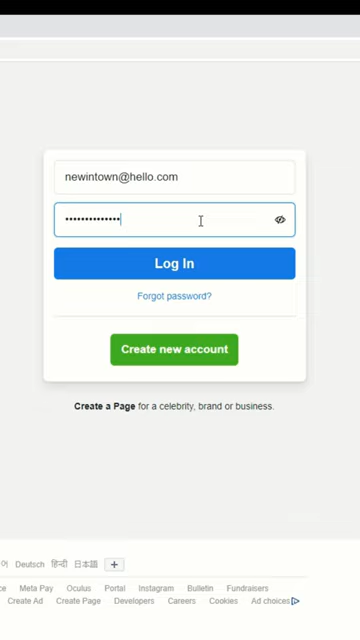 newintown@hello.com
••••••••••••••
Log In
Forgot password?
Create new account
Create a Page for a celebrity, brand or business.
Deutsch हिन्दी 日本語 +
Meta Pay Oculus Portal Instagram Bulletin Fundraisers
Create Ad Create Page Developers Careers Cookies Ad choices